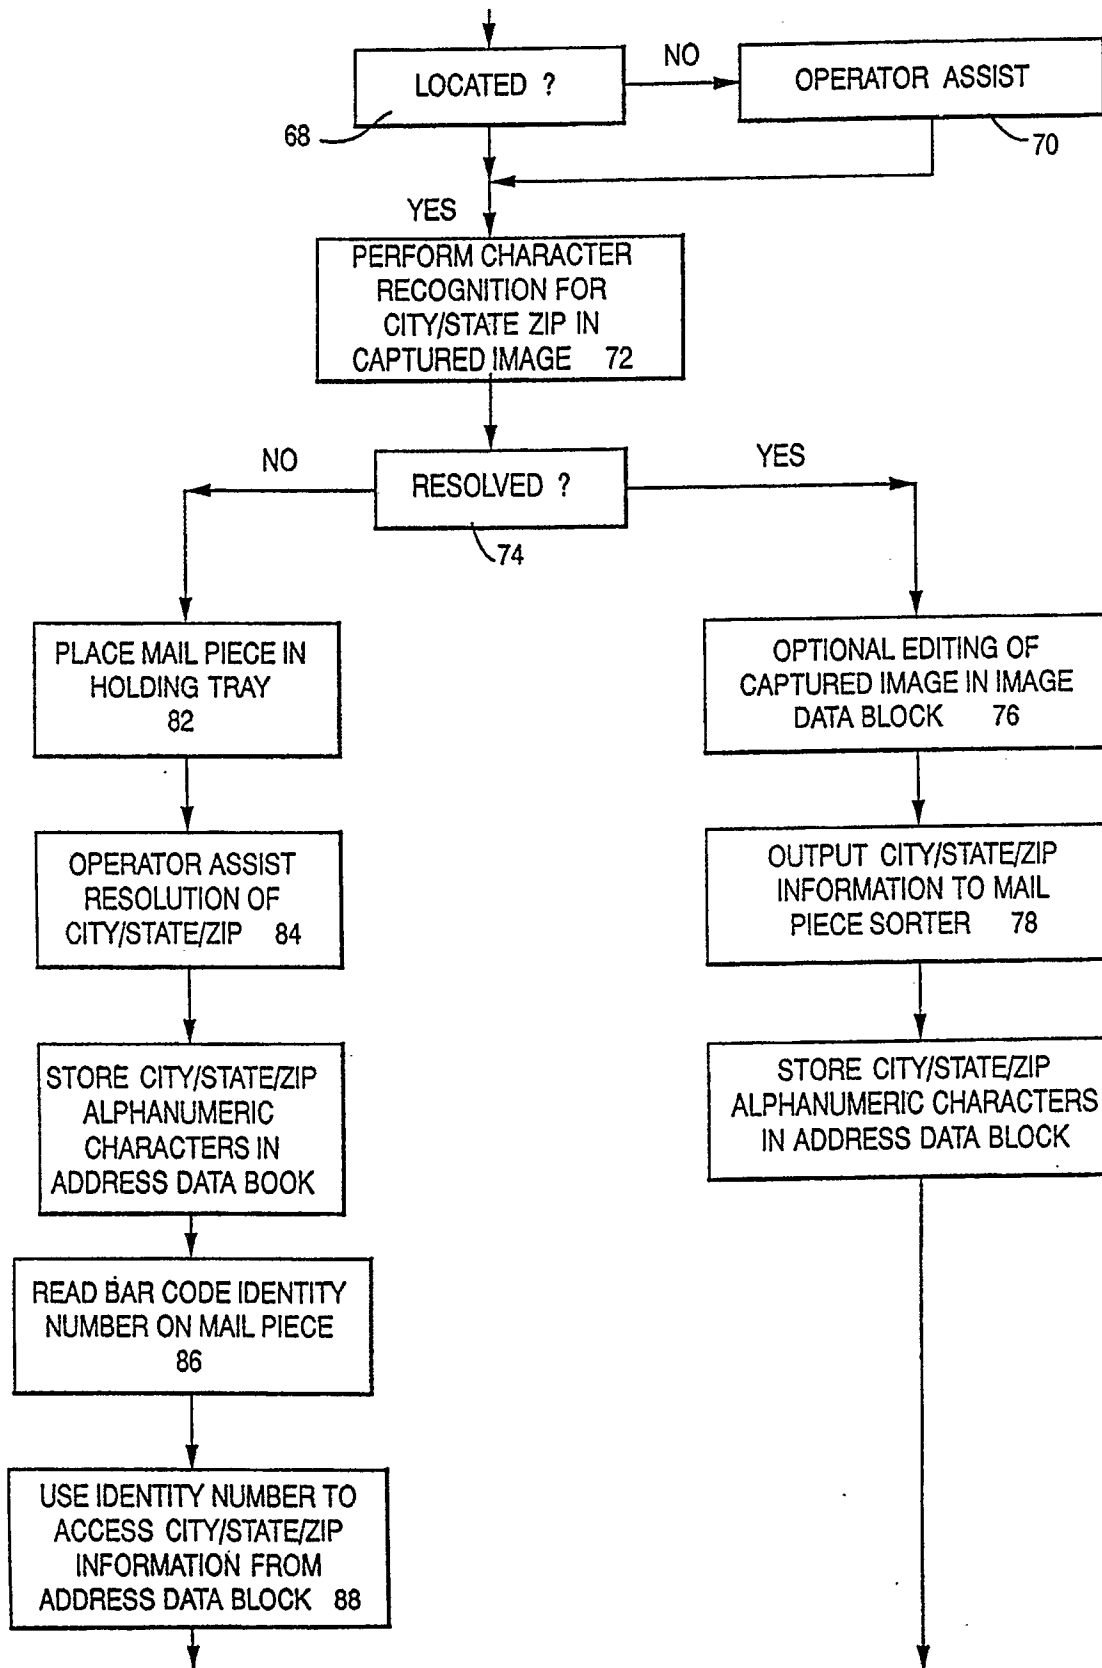 LOCATED ?
NO
OPERATOR ASSIST
68
70
YES
PERFORM CHARACTER
RECOGNITION FOR
CITY/STATE ZIP IN
CAPTURED IMAGE 72
NO
RESOLVED ?
YES
74
PLACE MAIL PIECE IN
HOLDING TRAY
82
OPERATOR ASSIST
RESOLUTION OF
CITY/STATE/ZIP 84
STORE CITY/STATE/ZIP
ALPHANUMERIC
CHARACTERS IN
ADDRESS DATA BOOK
READ BAR CODE IDENTITY
NUMBER ON MAIL PIECE
86
USE IDENTITY NUMBER TO
ACCESS CITY/STATE/ZIP
INFORMATION FROM
ADDRESS DATA BLOCK 88
OPTIONAL EDITING OF
CAPTURED IMAGE IN IMAGE
DATA BLOCK 76
OUTPUT CITY/STATE/ZIP
INFORMATION TO MAIL
PIECE SORTER 78
STORE CITY/STATE/ZIP
ALPHANUMERIC CHARACTERS
IN ADDRESS DATA BLOCK